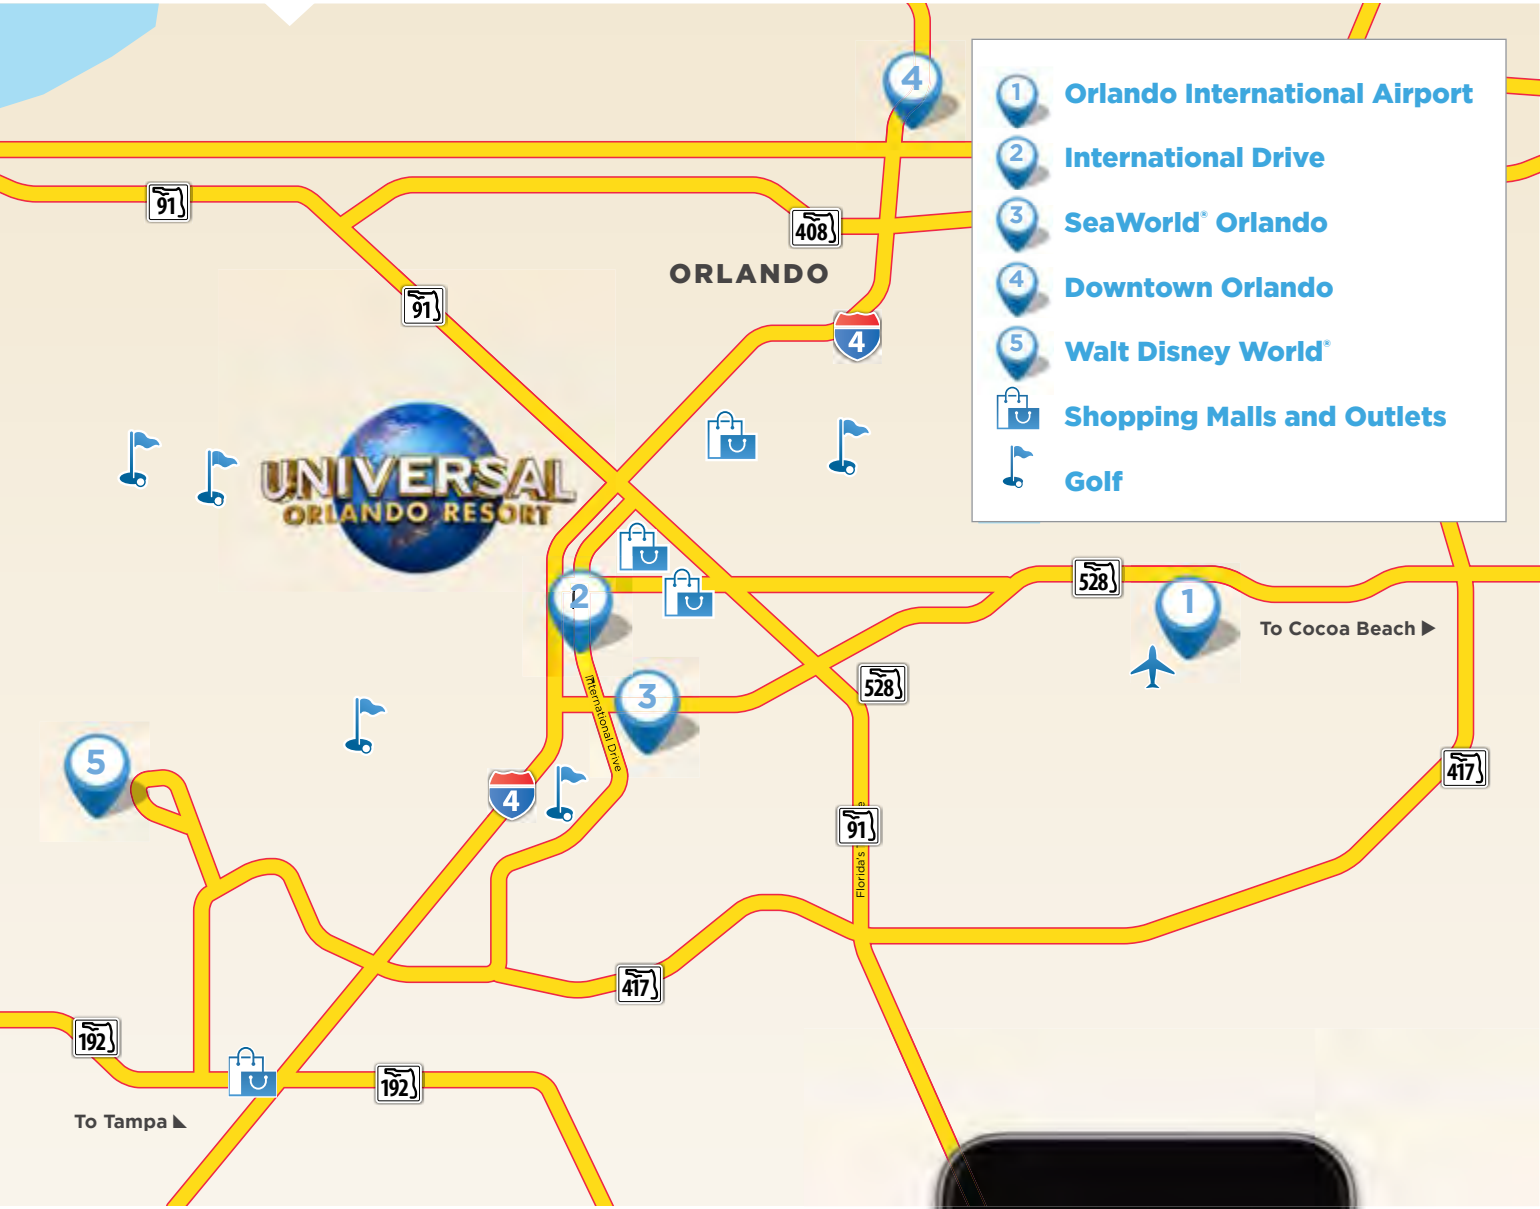 4
1
Orlando International Airport
2
International Drive
3
SeaWorld® Orlando
4
Downtown Orlando
5
Walt Disney World®
Shopping Malls and Outlets
Golf
91
408
ORLANDO
91
4
UNIVERSAL
ORLANDO RESORT
528
2
1
To Cocoa Beach
528
3
International Drive
5
4
417
91
Florida's
417
192
192
To Tampa